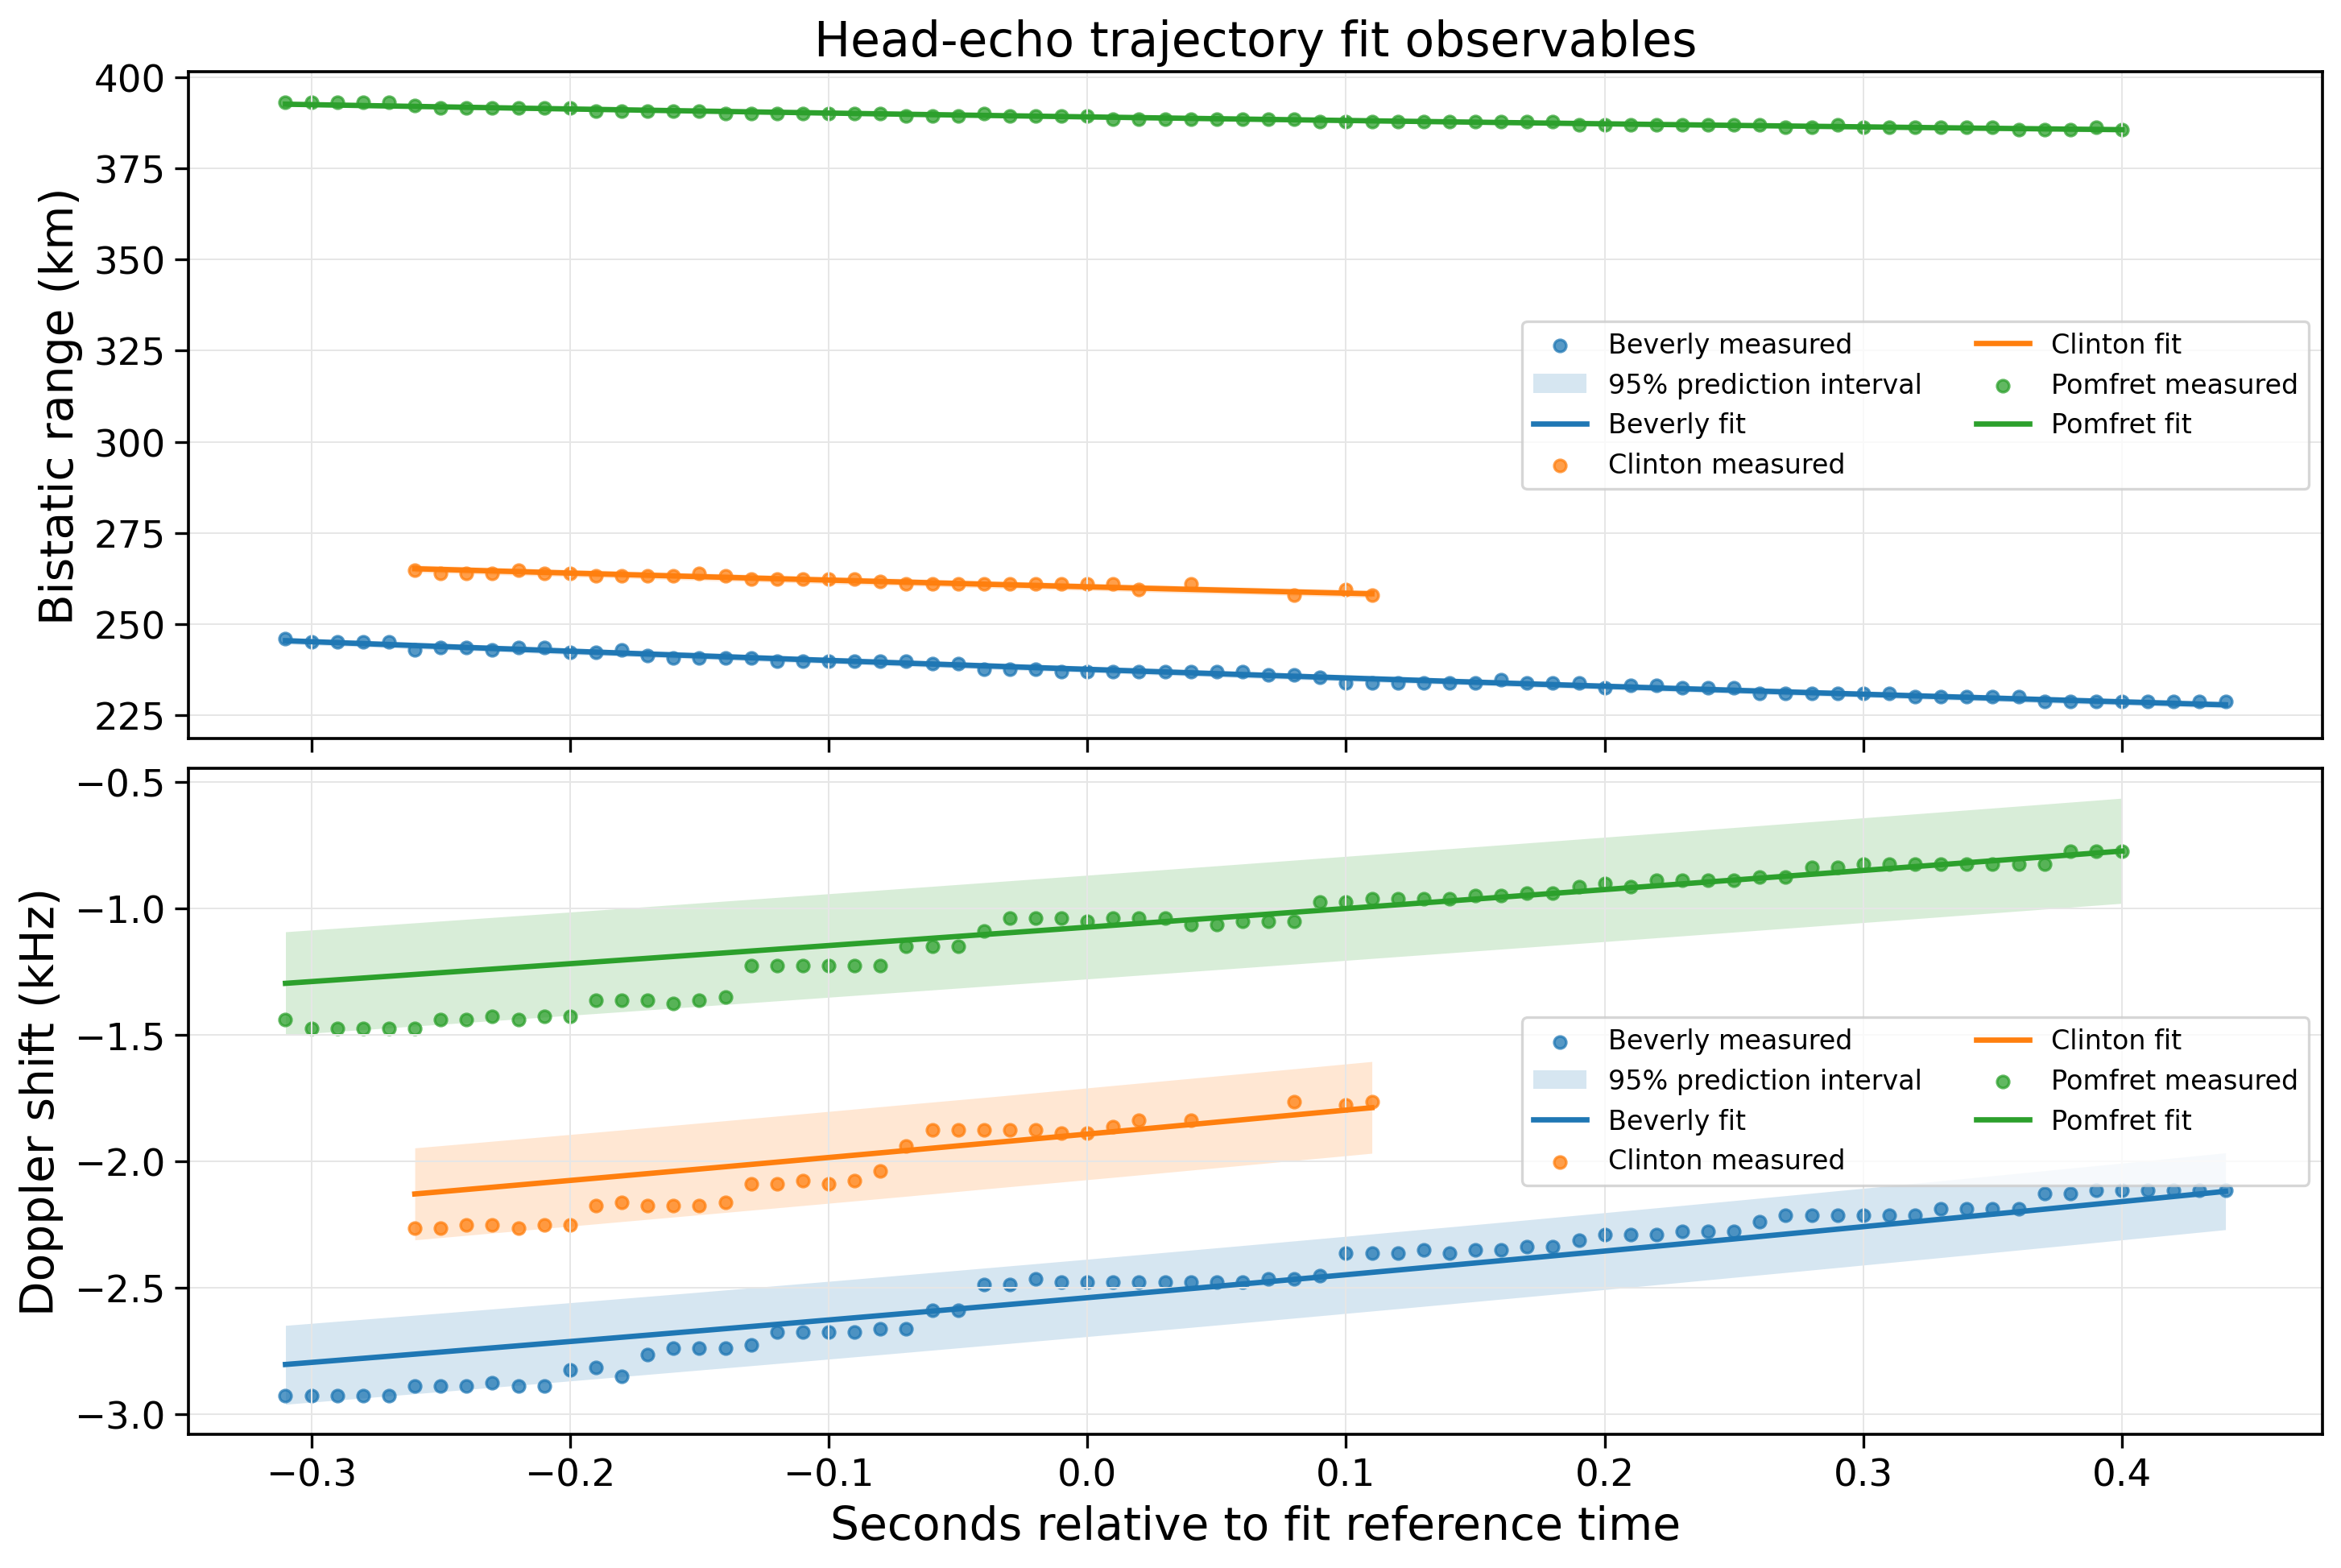 Head-echo trajectory fit observables
Bistatic range (km)
400
375
350
325
300
275
250
225
Beverly measured
95% prediction interval
Beverly fit
Clinton measured
Clinton fit
Pomfret measured
Pomfret fit
Doppler shift (kHz)
−0.5
−1.0
−1.5
−2.0
−2.5
−3.0
Beverly measured
95% prediction interval
Beverly fit
Clinton measured
Clinton fit
Pomfret measured
Pomfret fit
−0.3 −0.2 −0.1 0.0 0.1 0.2 0.3 0.4
Seconds relative to fit reference time